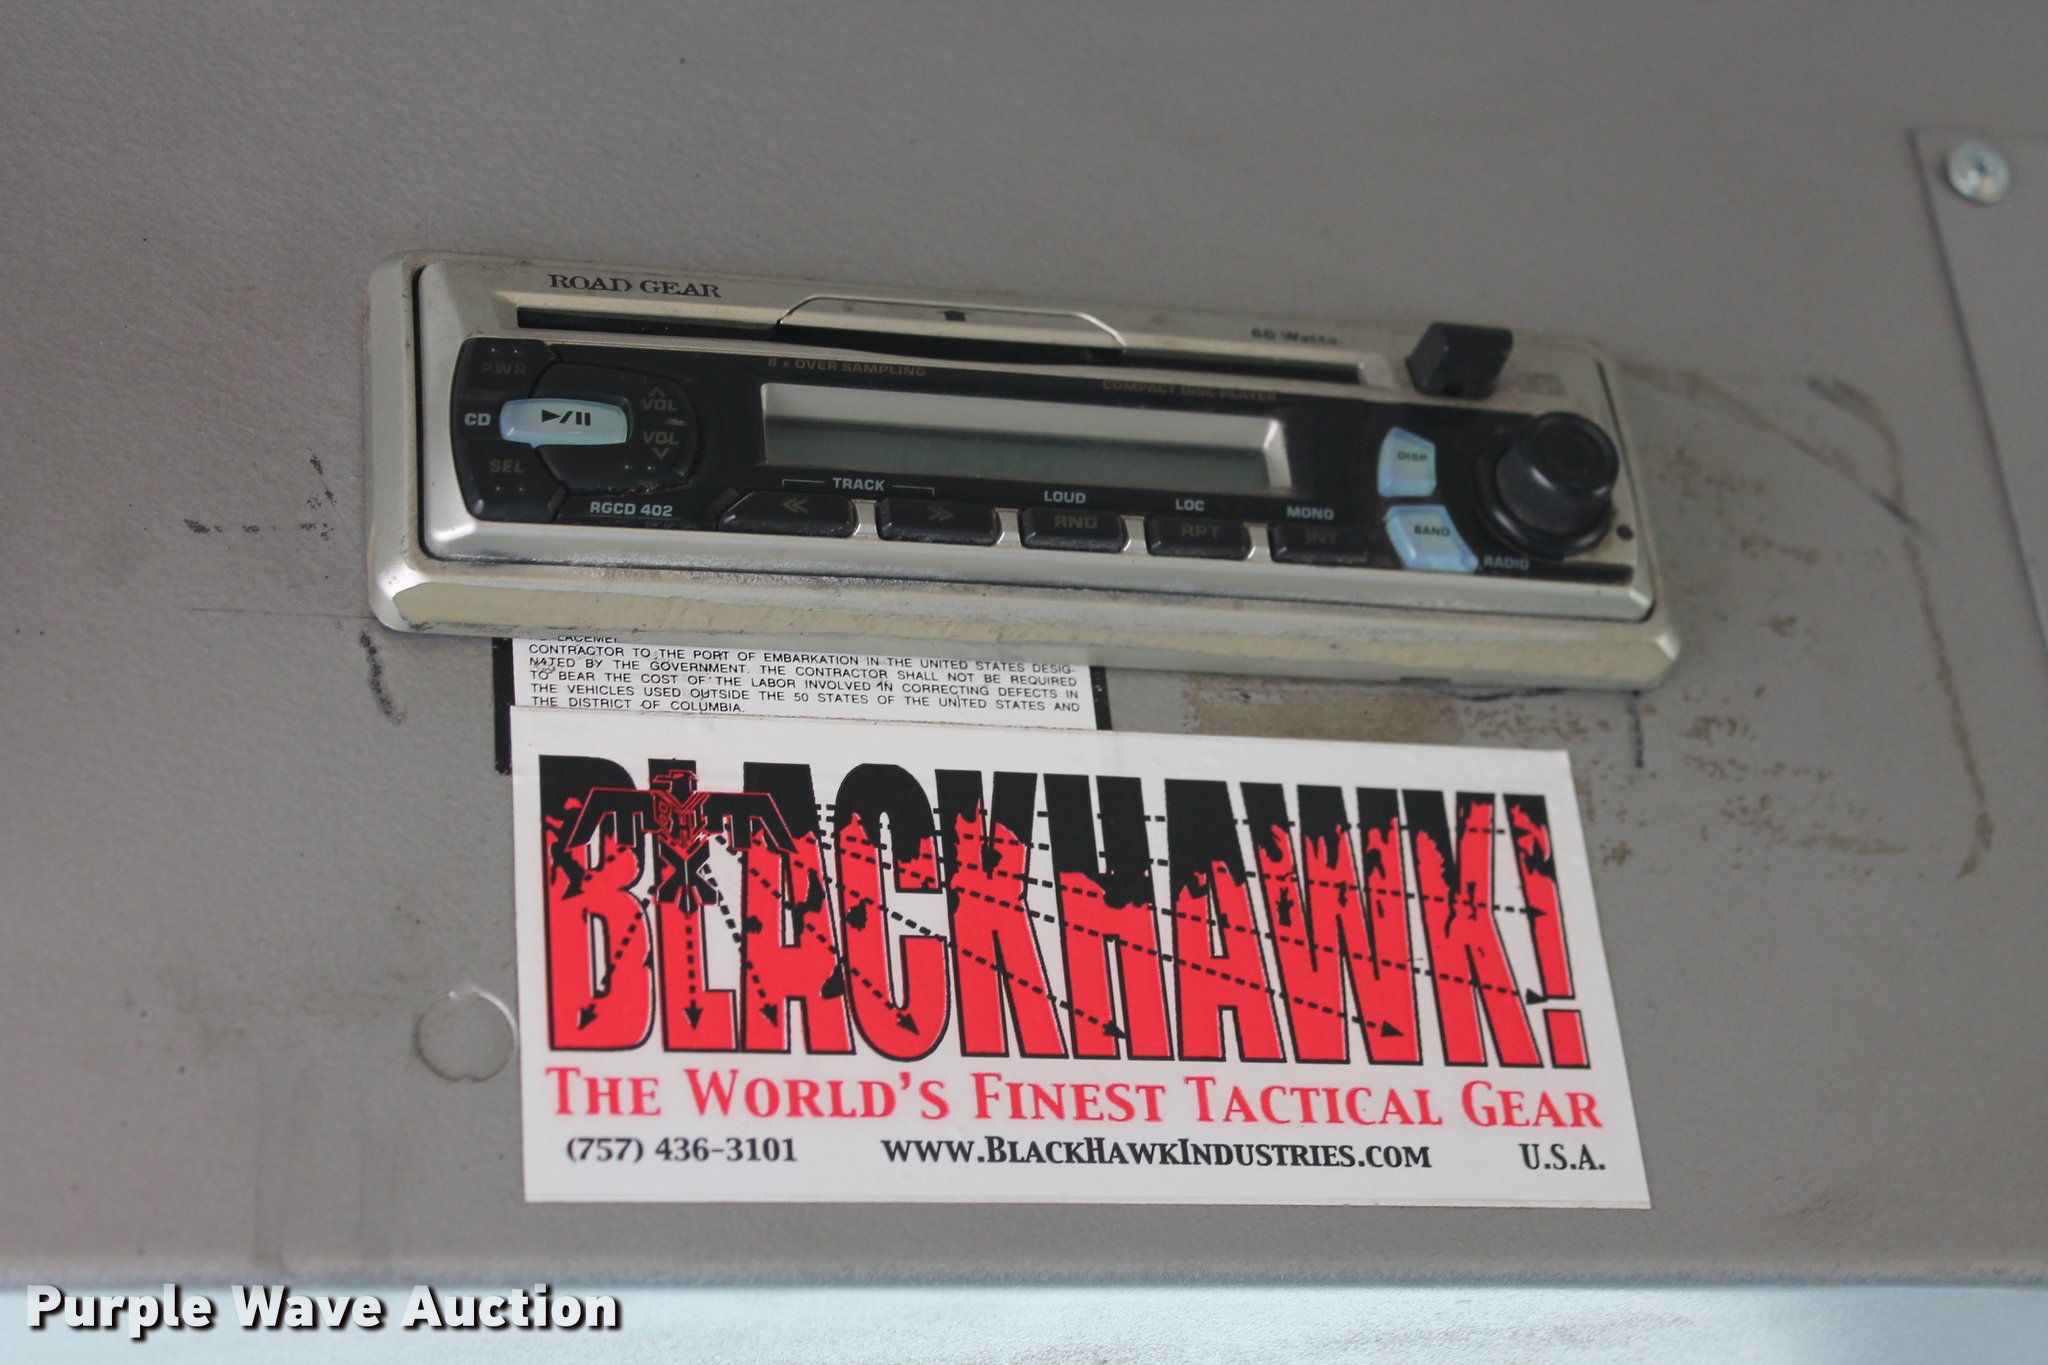 ROAD GEAR
60 Watts
8 x OVER SAMPLING
COMPACT DISC PLAYER
PWR
CD
VOL
VOL
SEL
RGCD 402
TRACK
LOUD
LOC
MONO
RND
RPT
INT
DISP
BAND
RADIO
CONTRACTOR TO THE PORT OF EMBARKATION IN THE UNITED STATES DESIG-
NATED BY THE GOVERNMENT. THE CONTRACTOR SHALL NOT BE REQUIRED
TO BEAR THE COST OF THE LABOR INVOLVED IN CORRECTING DEFECTS IN
THE VEHICLES USED OUTSIDE THE 50 STATES OF THE UNITED STATES AND
THE DISTRICT OF COLUMBIA.
BLACKHAWK!
THE WORLD'S FINEST TACTICAL GEAR
(757) 436-3101 WWW.BLACKHAWKINDUSTRIES.COM U.S.A.
Purple Wave Auction